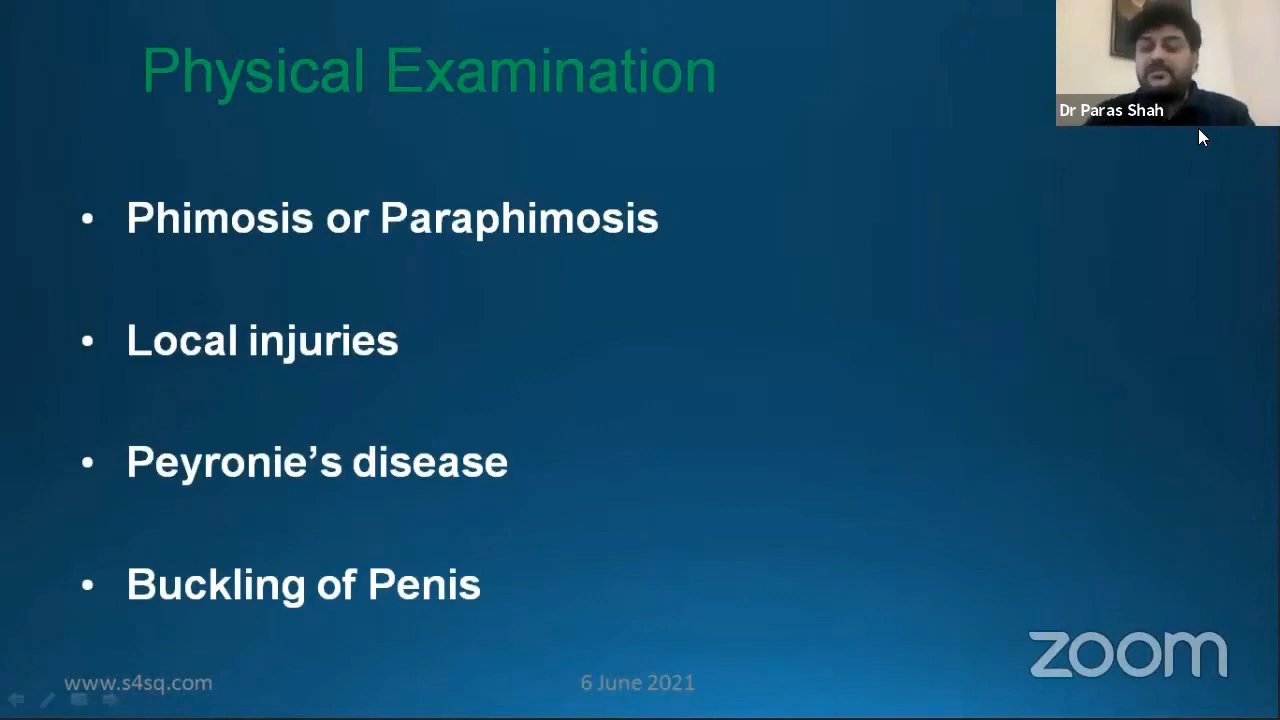 Physical Examination
Dr Paras Shah
• Phimosis or Paraphimosis
• Local injuries
• Peyronie’s disease
• Buckling of Penis
zoom
www.s4sq.com
6 June 2021